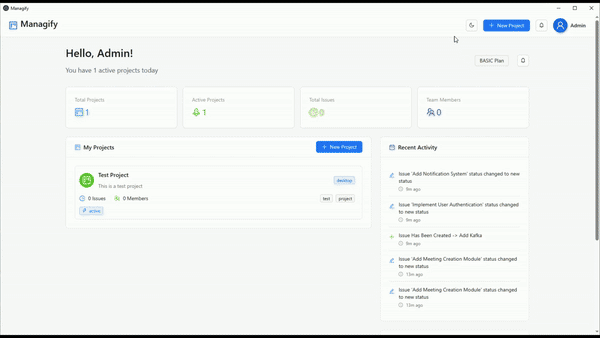 Managify
Managify
New Project
Admin
Hello, Admin!
You have 1 active projects today
BASIC Plan
Total Projects
1
Active Projects
1
Total Issues
0
Team Members
0
My Projects
New Project
Test Project
This is a test project
desktop
0 Issues
0 Members
test
project
active
Recent Activity
Issue 'Add Notification System' status changed to new
status
9m ago
Issue 'Implement User Authentication' status changed
to new status
9m ago
Issue Has Been Created -> Add Kafka
9m ago
Issue 'Add Meeting Creation Module' status changed
to new status
13m ago
Issue 'Add Meeting Creation Module' status changed
to new status
13m ago